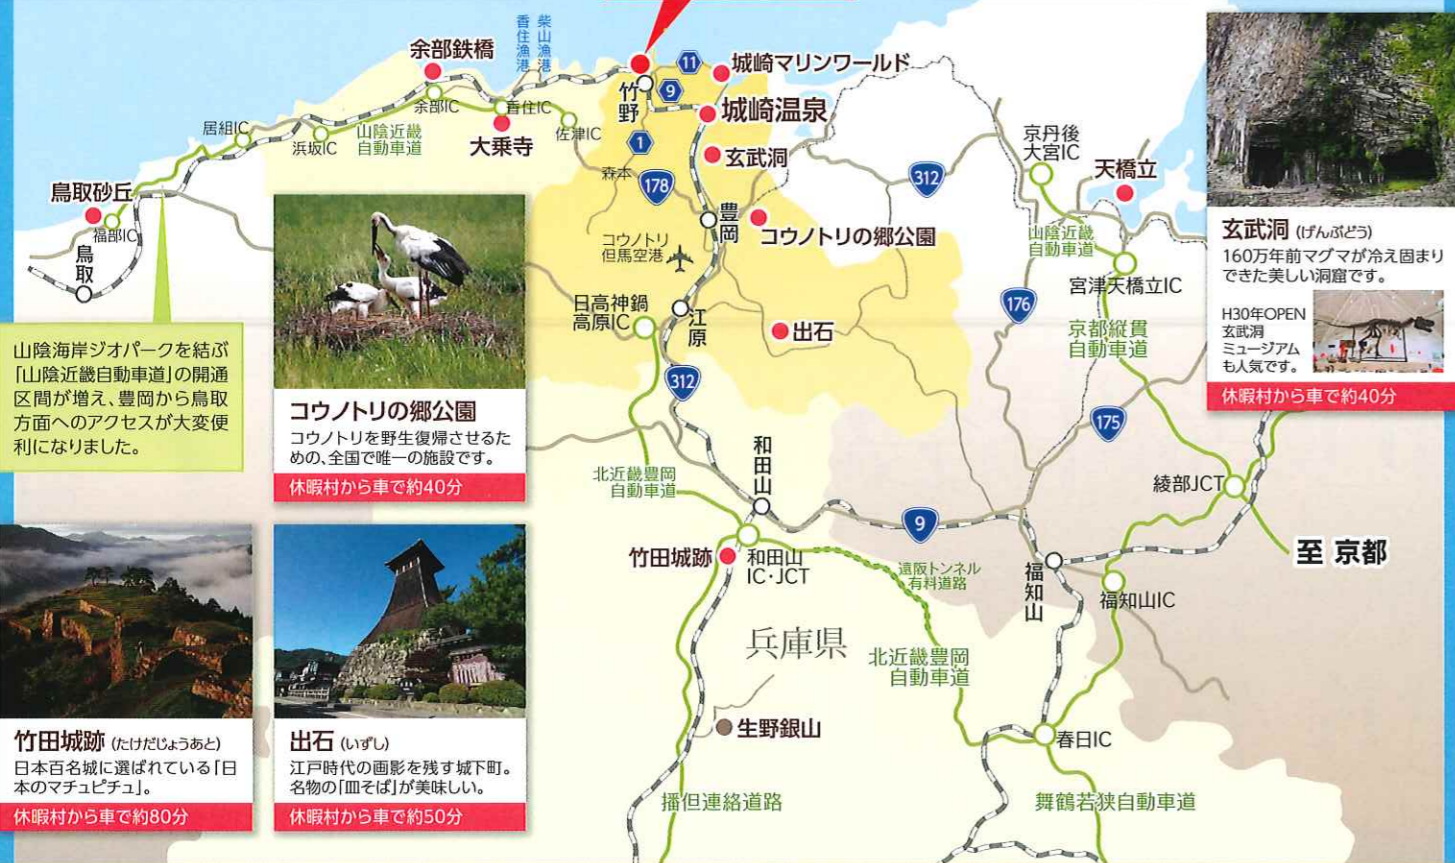 香住漁港
柴山漁港
余部鉄橋
余部IC
香住IC
居組IC
浜坂IC
山陰近畿
自動車道
大乗寺
佐津IC
鳥取砂丘
福部IC
鳥取
竹野
11
9
1
城崎マリンワールド
城崎温泉
玄武洞
森本
178
312
豊岡
コウノトリの郷公園
コウノトリ
但馬空港
日高神鍋
高原IC
江原
出石
312
京丹後
大宮IC
天橋立
山陰近畿
自動車道
宮津天橋立IC
176
京都縦貫
自動車道
175
綾部JCT
至 京都
北近畿豊岡
自動車道
和田山
9
竹田城跡
和田山
IC・JCT
遠阪トンネル
有料道路
福知山
福知山IC
兵庫県
北近畿豊岡
自動車道
生野銀山
春日IC
播但連絡道路
舞鶴若狭自動車道
山陰海岸ジオパークを結ぶ
「山陰近畿自動車道」の開通
区間が増え、豊岡から鳥取
方面へのアクセスが大変便
利になりました。
コウノトリの郷公園
コウノトリを野生復帰させるた
めの、全国で唯一の施設です。
休暇村から車で約40分
玄武洞 (げんぶどう)
160万年前マグマが冷え固まり
できた美しい洞窟です。
H30年OPEN
玄武洞
ミュージアム
も人気です。
休暇村から車で約40分
竹田城跡 (たけだじょうあと)
日本百名城に選ばれている「日
本のマチュピチュ」。
休暇村から車で約80分
出石 (いずし)
江戸時代の画影を残す城下町。
名物の「皿そば」が美味しい。
休暇村から車で約50分